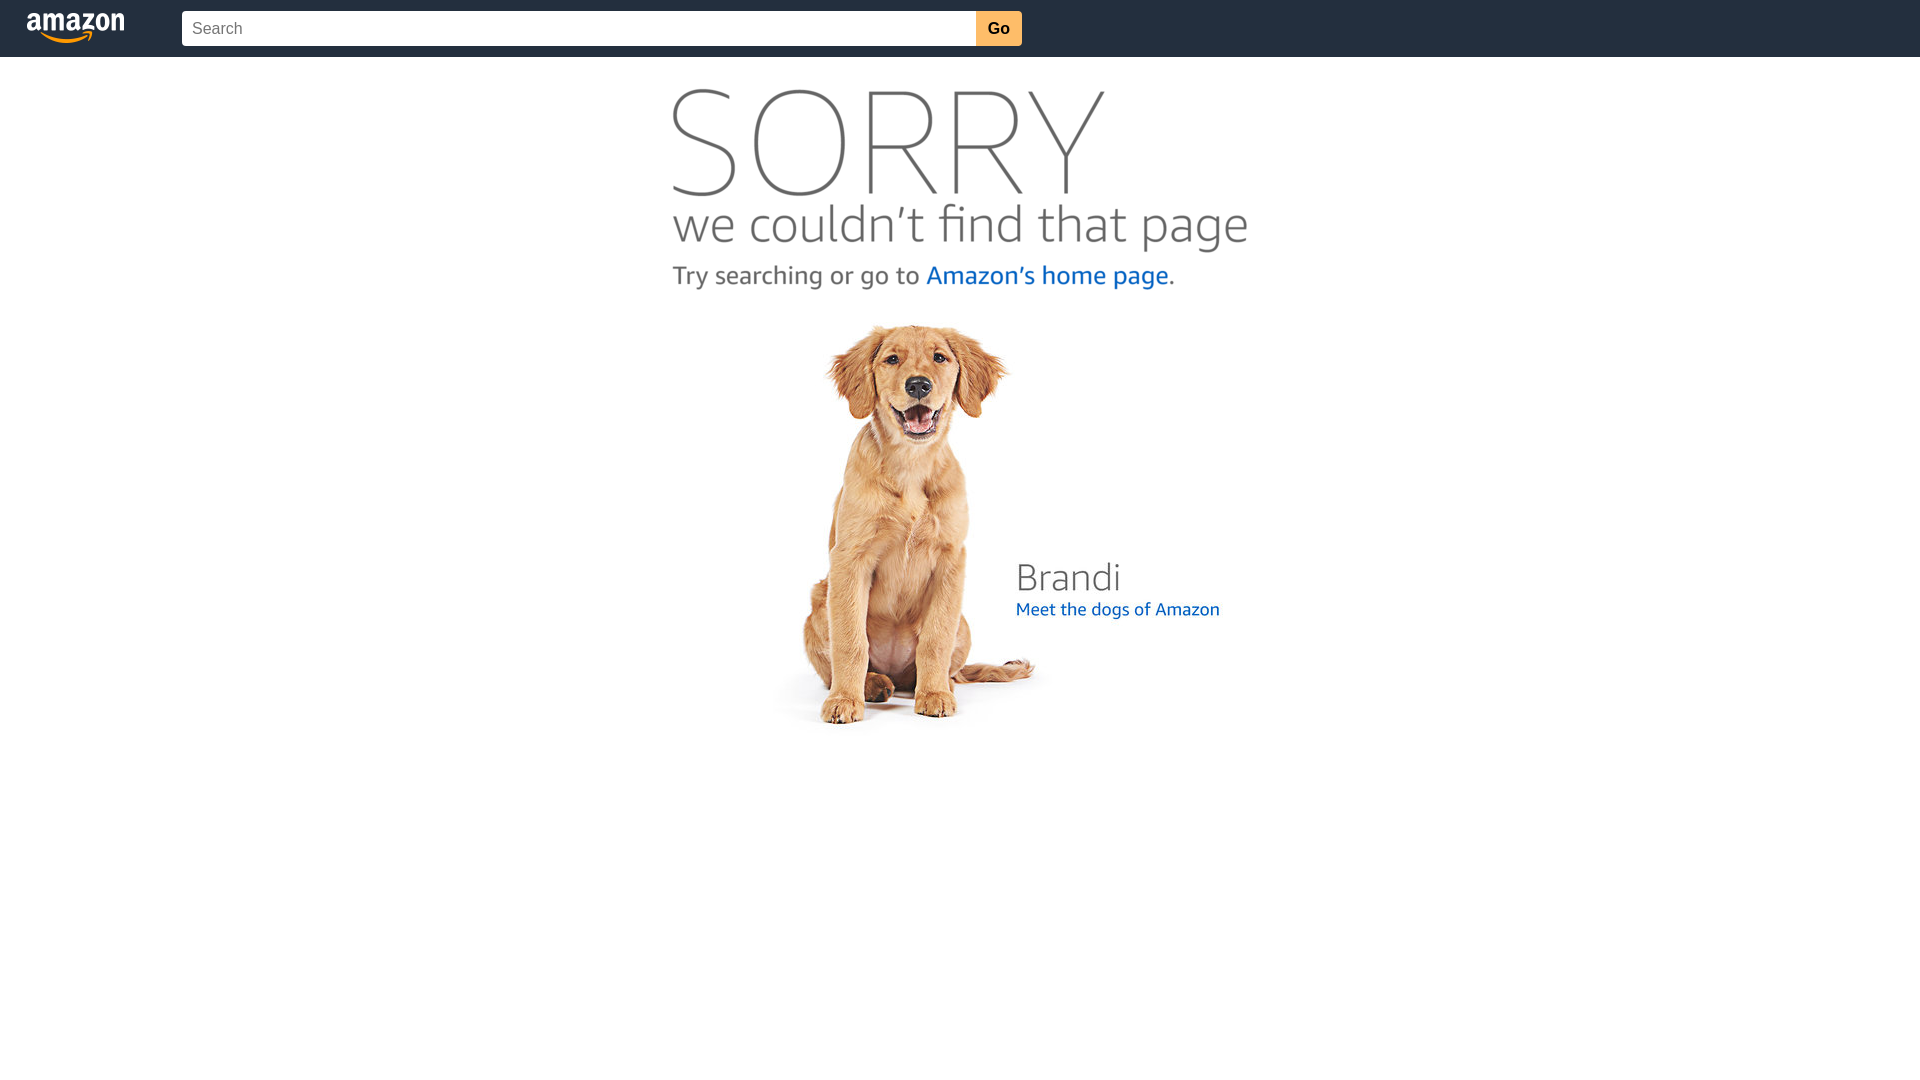 amazon
Search
Go
SORRY
we couldn't find that page
Try searching or go to Amazon's home page.
Brandi
Meet the dogs of Amazon